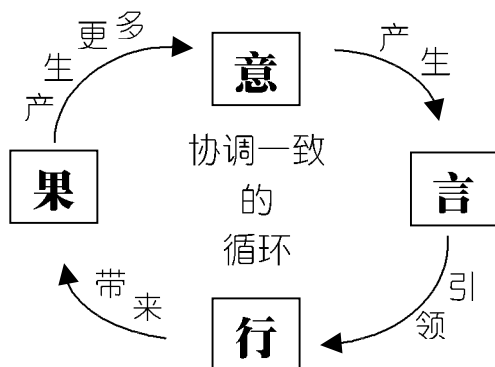 意
产生
言
引领
行
带来
果
产生更多
协调一致
的
循环